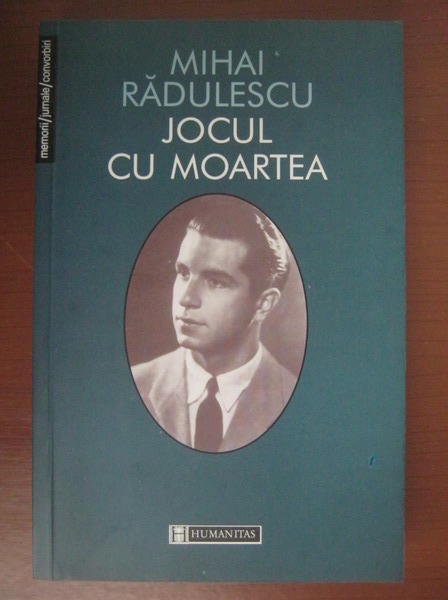 memorii/jurnale/convorbiri
MIHAI
RĂDULESCU
JOCUL
CU MOARTEA
HUMANITAS